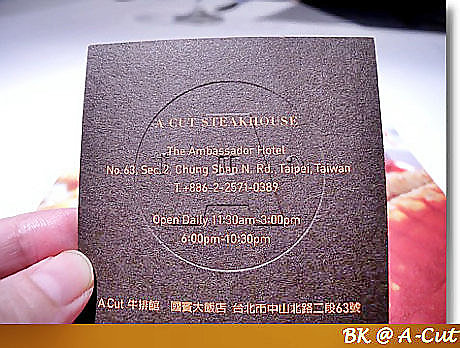 A CUT STEAKHOUSE
The Ambassador Hotel
No.63, Sec.2, Chung Shan N. Rd., Taipei, Taiwan
T.+886-2-2571-0389
Open Daily 11:30am-3:00pm
6:00pm-10:30pm
A Cut 牛排館 國賓大飯店 台北市中山北路二段63號
BK @ A-Cut